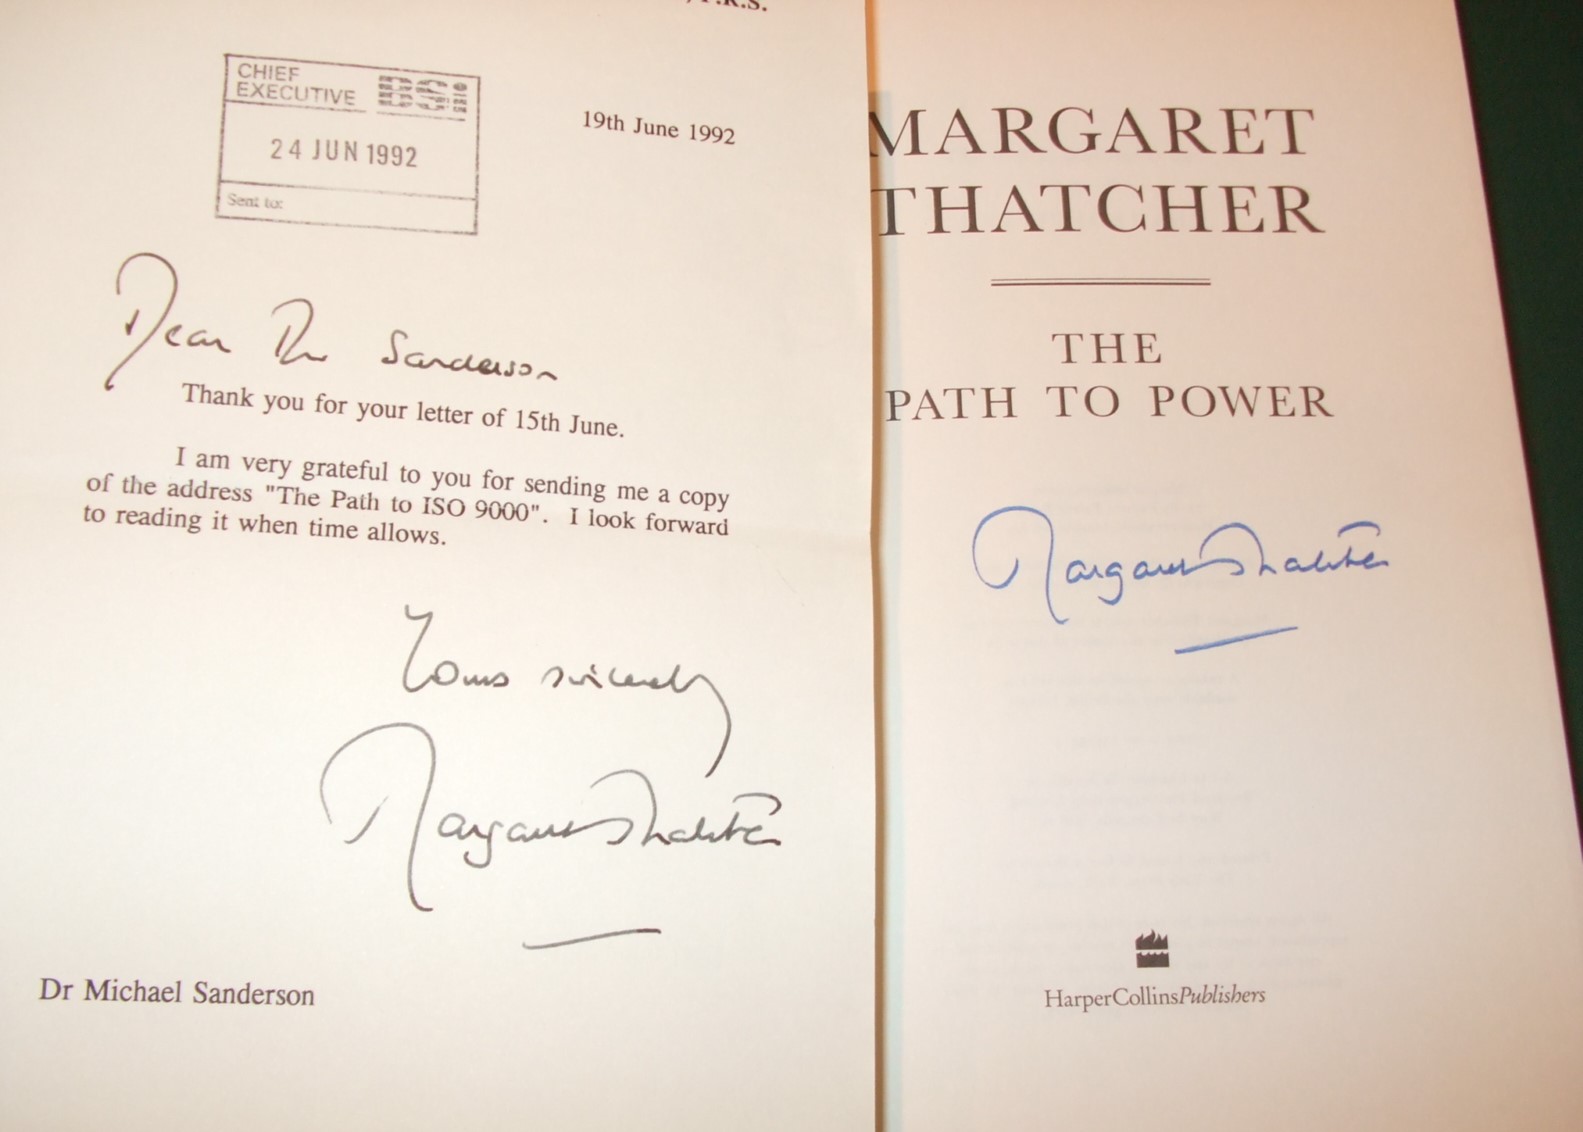 F.R.S.
CHIEF
EXECUTIVE BSI
24 JUN 1992
Sent to:
19th June 1992
Dear Dr Sanderson
Thank you for your letter of 15th June.
I am very grateful to you for sending me a copy
of the address "The Path to ISO 9000". I look forward
to reading it when time allows.
Yours sincerely
Margaret Thatcher
Dr Michael Sanderson
MARGARET
THATCHER
THE
PATH TO POWER
Margaret Thatcher
HarperCollinsPublishers